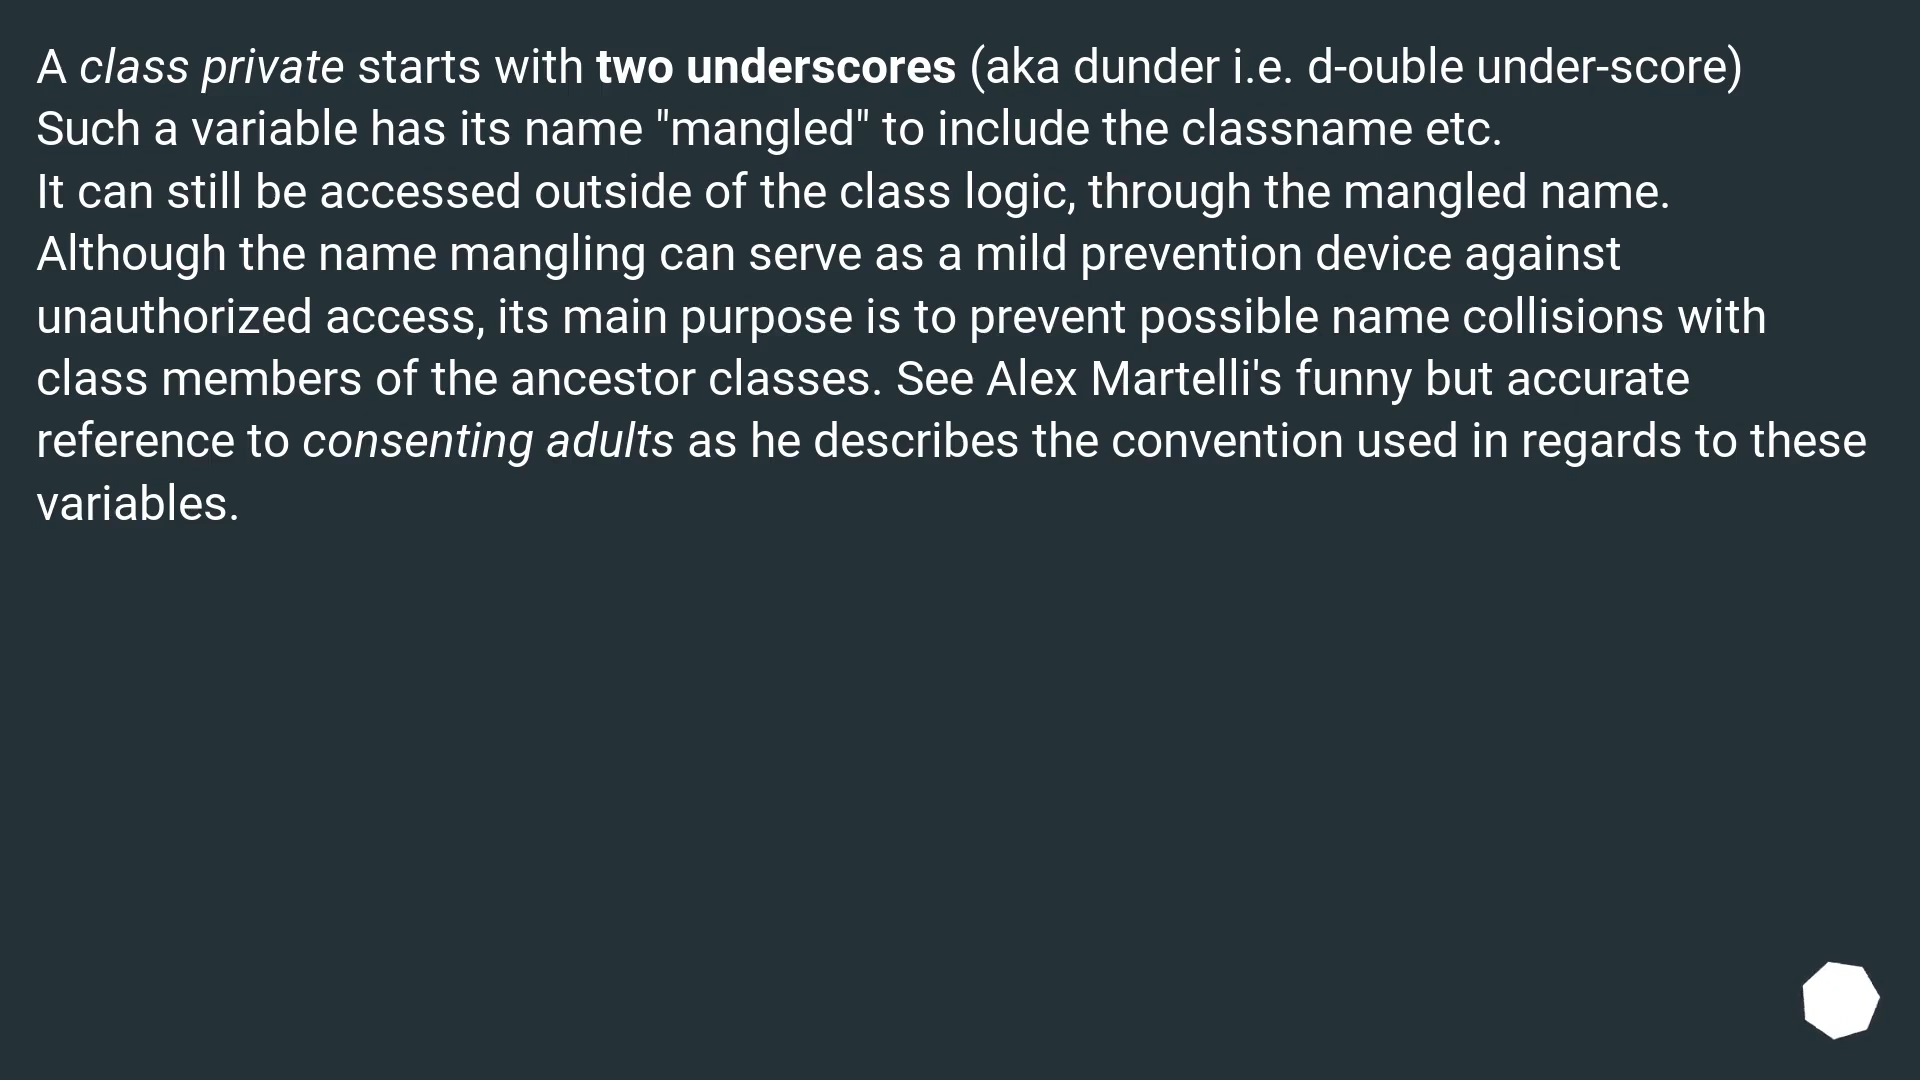 A class private starts with two underscores (aka dunder i.e. d-ouble under-score)
Such a variable has its name "mangled" to include the classname etc.
It can still be accessed outside of the class logic, through the mangled name.
Although the name mangling can serve as a mild prevention device against
unauthorized access, its main purpose is to prevent possible name collisions with
class members of the ancestor classes. See Alex Martelli's funny but accurate
reference to consenting adults as he describes the convention used in regards to these
variables.